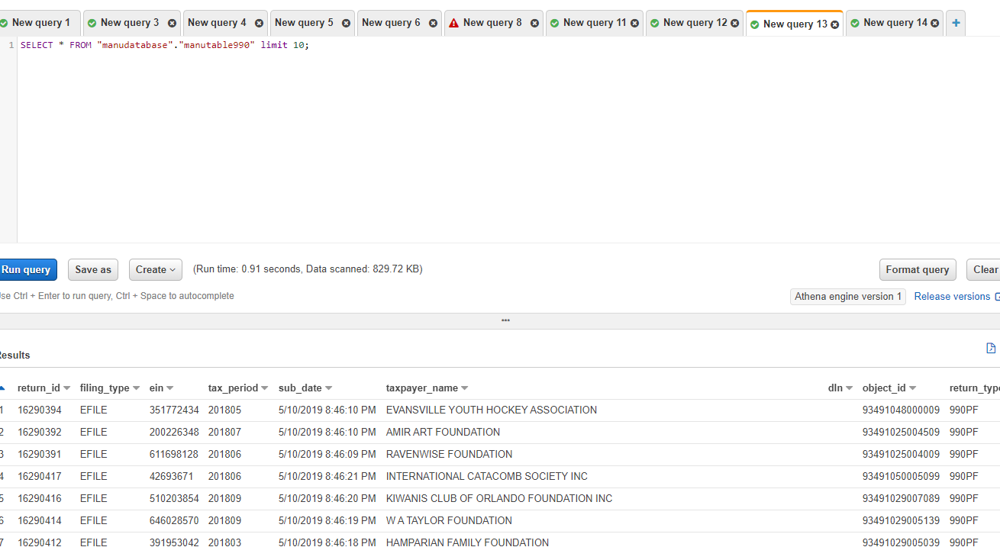 New query 1 New query 3 New query 4 New query 5 New query 6 New query 8 New query 11 New query 12 New query 13 New query 14 +
1 SELECT * FROM "manudatabase"."manutable990" limit 10;
Run query Save as Create (Run time: 0.91 seconds, Data scanned: 829.72 KB) Format query Clear
se Ctrl + Enter to run query, Ctrl + Space to autocomplete Athena engine version 1 Release versions
Results
return_id filing_type ein tax_period sub_date taxpayer_name dln object_id return_type
1 16290394 EFILE 351772434 201805 5/10/2019 8:46:10 PM EVANSVILLE YOUTH HOCKEY ASSOCIATION 93491048000009 990PF
2 16290392 EFILE 200226348 201807 5/10/2019 8:46:10 PM AMIR ART FOUNDATION 93491025004509 990PF
3 16290391 EFILE 611698128 201806 5/10/2019 8:46:09 PM RAVENWISE FOUNDATION 93491025004009 990PF
4 16290417 EFILE 42693671 201806 5/10/2019 8:46:21 PM INTERNATIONAL CATACOMB SOCIETY INC 93491050005099 990PF
5 16290416 EFILE 510203854 201809 5/10/2019 8:46:20 PM KIWANIS CLUB OF ORLANDO FOUNDATION INC 93491029007089 990PF
6 16290414 EFILE 646028570 201809 5/10/2019 8:46:19 PM W A TAYLOR FOUNDATION 93491029005139 990PF
7 16290412 EFILE 391953042 201803 5/10/2019 8:46:18 PM HAMPARIAN FAMILY FOUNDATION 93491029005039 990PF